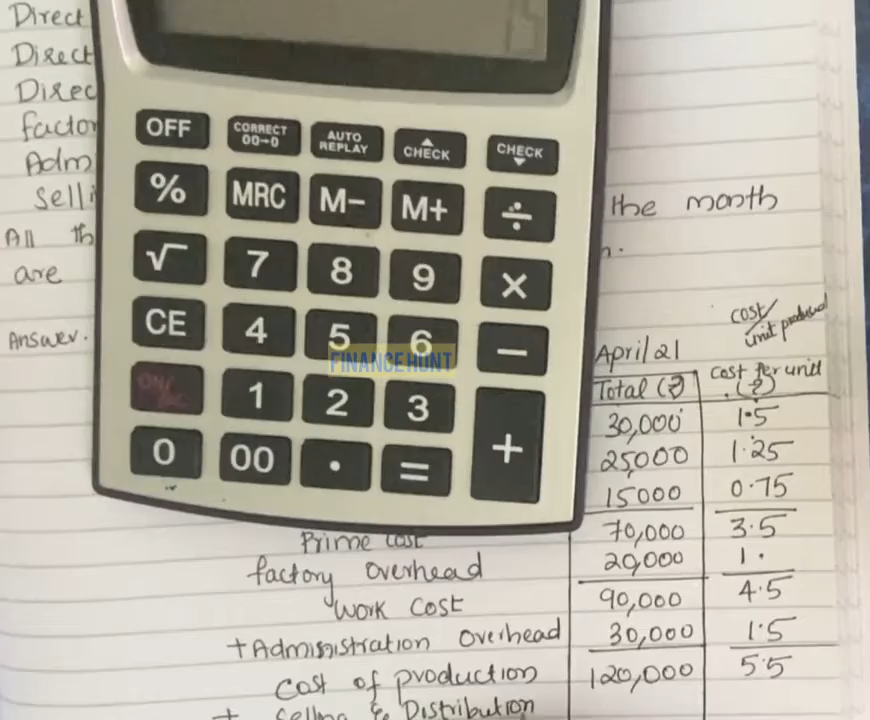 Direct
Direct
Direc
factor
Adm
Selli
the month
All th
are
Answer.
OFF CORRECT 00→0 AUTO REPLAY ▲ CHECK CHECK ▼
% MRC M− M+ ÷
√ 7 8 9 ×
CE 4 5 6 −
FINANCE HUNT
1 2 3 +
0 00 • =
cost/unit produced
April 21
Total (₹) cost per unit (₹)
30,000 1.5
25,000 1.25
15000 0.75
Prime cost 70,000 3.5
factory overhead 20,000 1.
Work cost 90,000 4.5
+Administration overhead 30,000 1.5
Cost of production 120,000 5.5
+ Selling & Distribution